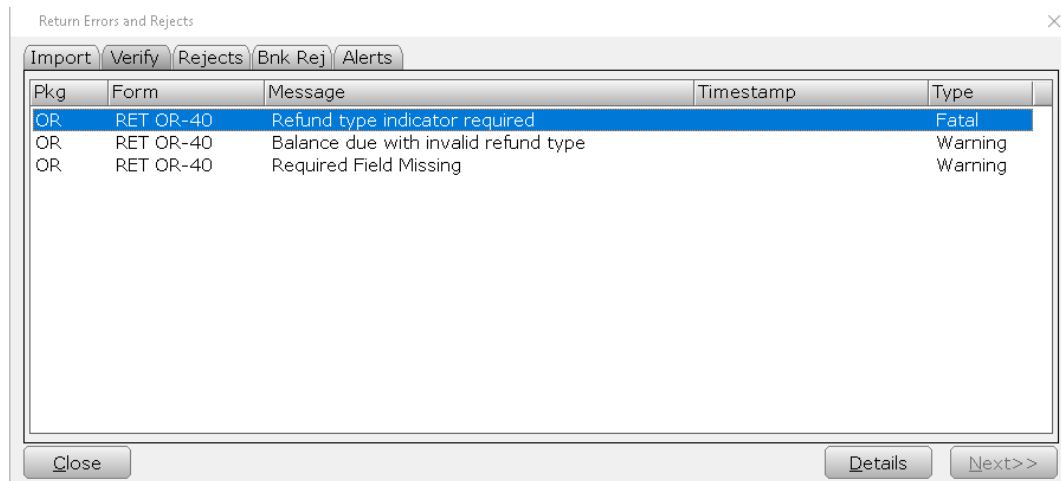 Return Errors and Rejects
Import Verify Rejects Bnk Rej Alerts
Pkg Form Message Timestamp Type
OR RET OR-40 Refund type indicator required Fatal
OR RET OR-40 Balance due with invalid refund type Warning
OR RET OR-40 Required Field Missing Warning
Close Details Next>>